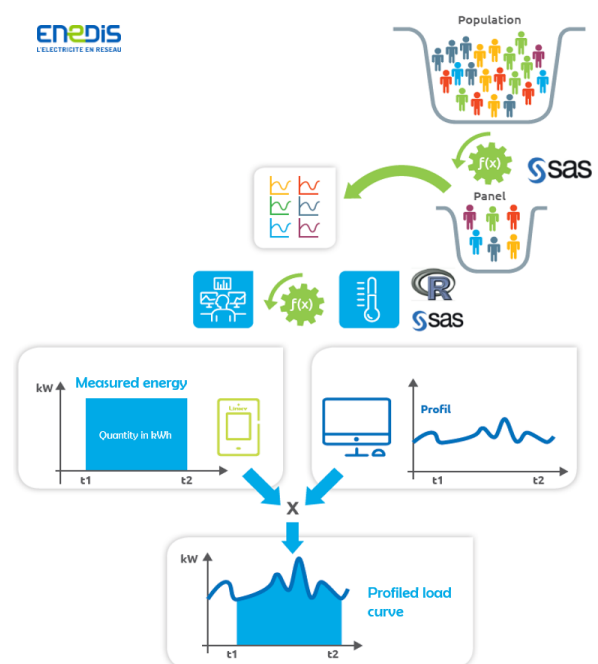 ENEDIS
L'ELECTRICITE EN RESEAU
Population
f(x)
sas
Panel
f(x)
R
sas
kW
Measured energy
Quantity in kWh
Linky
t1
t2
Profil
t1
t2
X
kW
Profiled load
curve
t1
t2